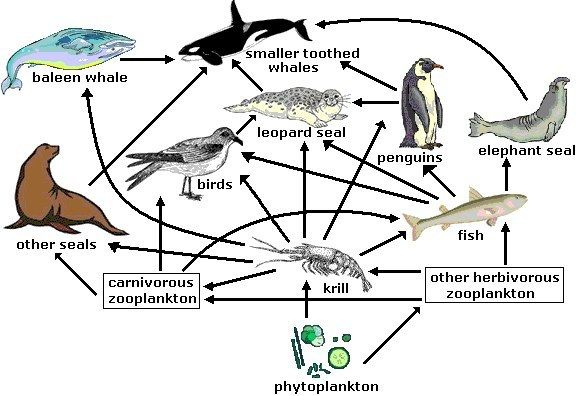 smaller toothed
whales
baleen whale
leopard seal
penguins
elephant seal
birds
other seals
fish
carnivorous
zooplankton
krill
other herbivorous
zooplankton
phytoplankton